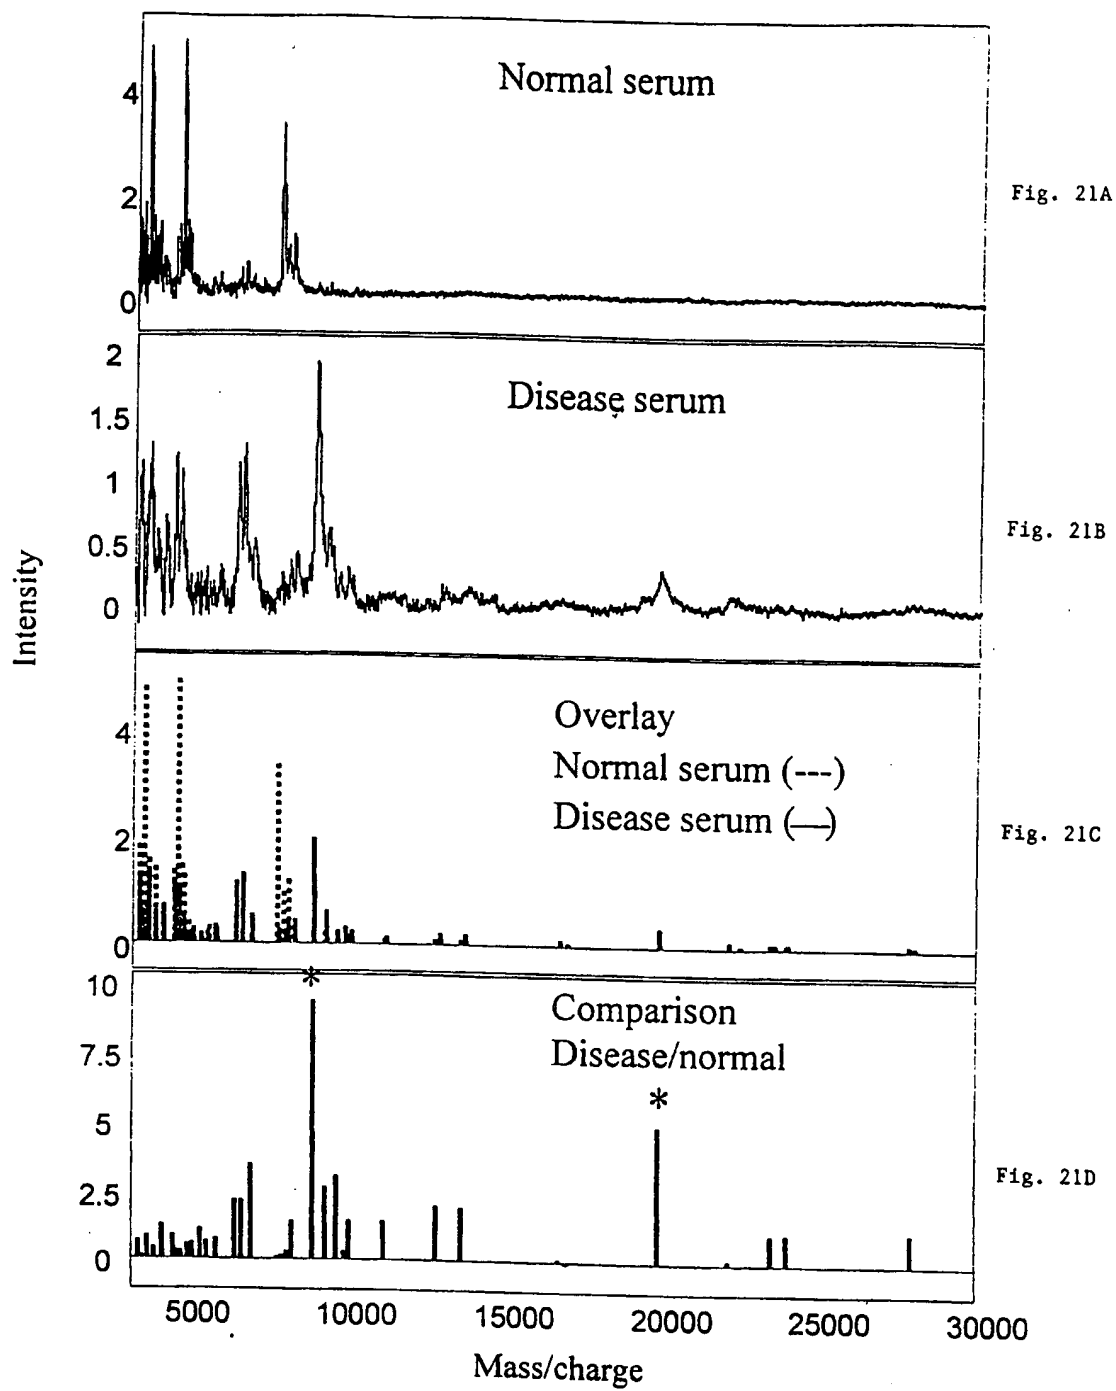 Normal serum
4
2
0
Fig. 21A
Disease serum
2
1.5
1
0.5
0
Fig. 21B
Intensity
Overlay
Normal serum (---)
Disease serum (—)
4
2
0
Fig. 21C
*
Comparison
Disease/normal
*
10
7.5
5
2.5
0
Fig. 21D
5000 10000 15000 20000 25000 30000
Mass/charge